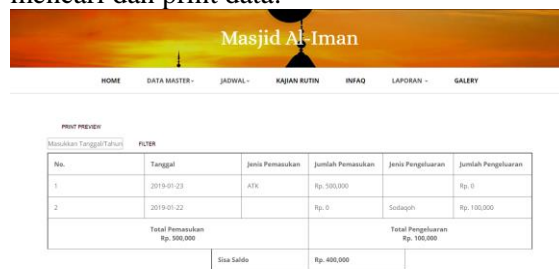 mencari dan print data.
Masjid Al-Iman
HOME DATA MASTER - JADWAL - KAJIAN RUTIN INFAQ LAPORAN - GALERY
PRINT PREVIEW
Masukkan Tanggal/Tahun FILTER
No. Tanggal Jenis Pemasukan Jumlah Pemasukan Jenis Pengeluaran Jumlah Pengeluaran
1 2019-01-23 ATK Rp. 500,000 Rp. 0
2 2019-01-22 Rp. 0 Sodaqoh Rp. 100,000
Total Pemasukan Total Pengeluaran
Rp. 500,000 Rp. 100,000
Sisa Saldo Rp. 400,000